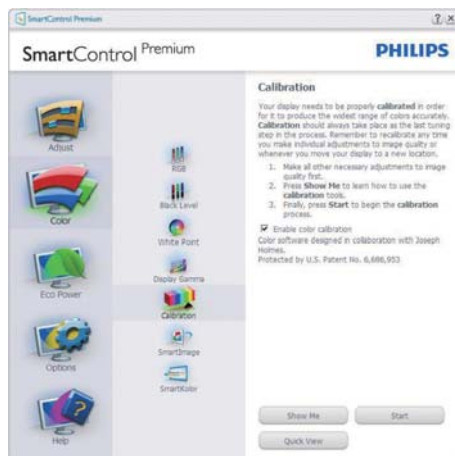 SmartControl Premium
SmartControl Premium
PHILIPS
Adjust
Color
Eco Power
Options
Help
RGB
Black Level
White Point
Display Gamma
Calibration
SmartImage
SmartKolor
Calibration
Your display needs to be properly calibrated in order
for it to produce the widest range of colors accurately.
Calibration should always take place as the last tuning
step in the process. Remember to recalibrate any time
you make individual adjustments to image quality or
whenever you move your display to a new location.
1. Make all other necessary adjustments to image
quality first.
2. Press Show Me to learn how to use the
calibration tools.
3. Finally, press Start to begin the calibration
process.
Enable color calibration
Color software designed in collaboration with Joseph
Holmes.
Protected by U.S. Patent No. 6,686,953
Show Me
Start
Quick View